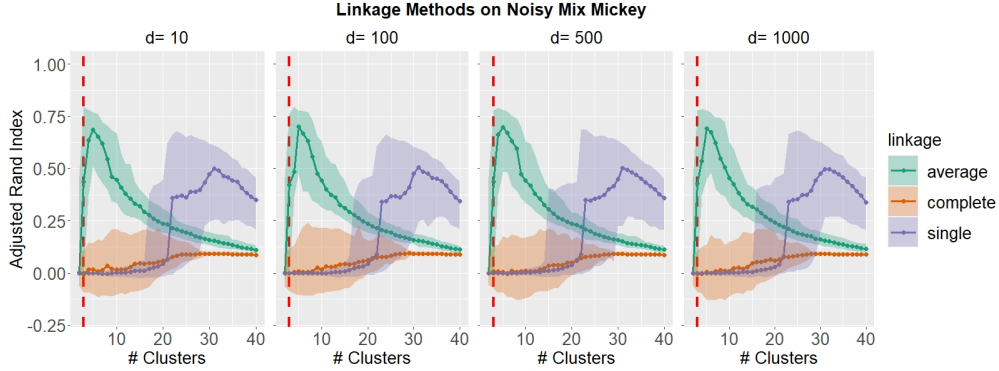 Linkage Methods on Noisy Mix Mickey
d= 10 d= 100 d= 500 d= 1000
Adjusted Rand Index
1.00
0.75
0.50
0.25
0.00
-0.25
10 20 30 40 10 20 30 40 10 20 30 40 10 20 30 40
# Clusters # Clusters # Clusters # Clusters
linkage
average
complete
single